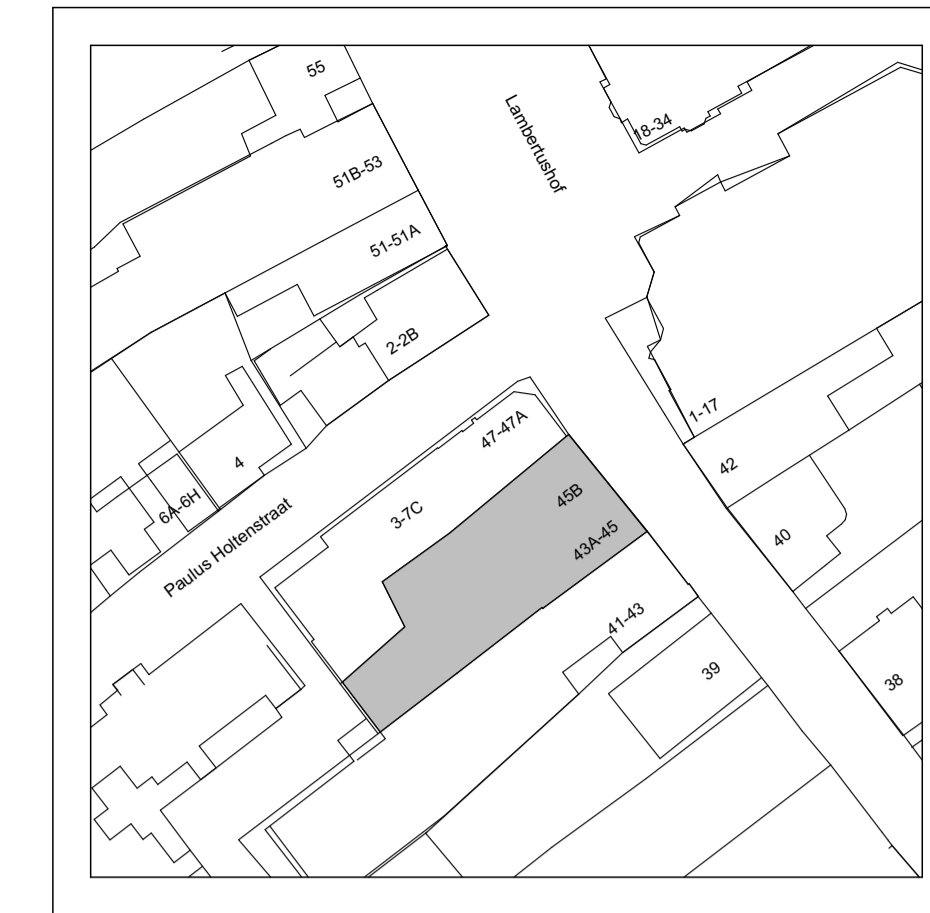 55
Lambertushof
18-34
51B-53
51-51A
2-2B
1-17
47-47A
42
4
45B
6A-6H
3-7C
40
43A-45
Paulus Holtenstraat
41-43
39
38